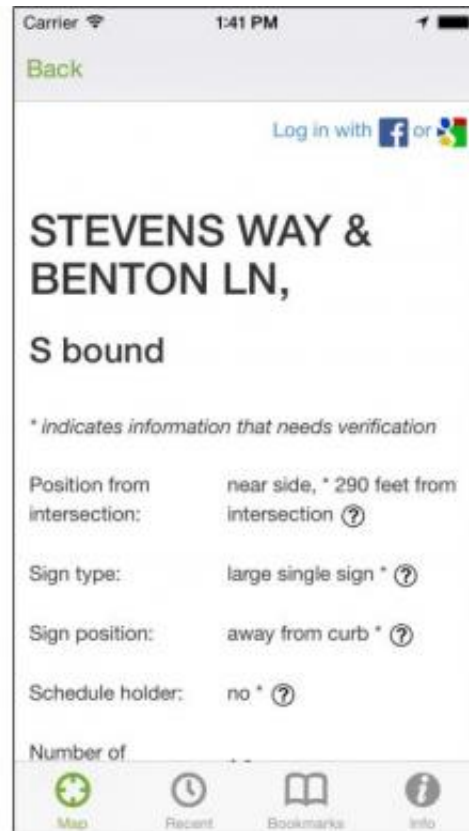 Carrier 1:41 PM
Back
Log in with f or
STEVENS WAY &
BENTON LN,
S bound
* indicates information that needs verification
Position from near side, * 290 feet from
intersection: intersection ?
Sign type: large single sign * ?
Sign position: away from curb * ?
Schedule holder: no * ?
Number of
Map Recent Bookmarks Info